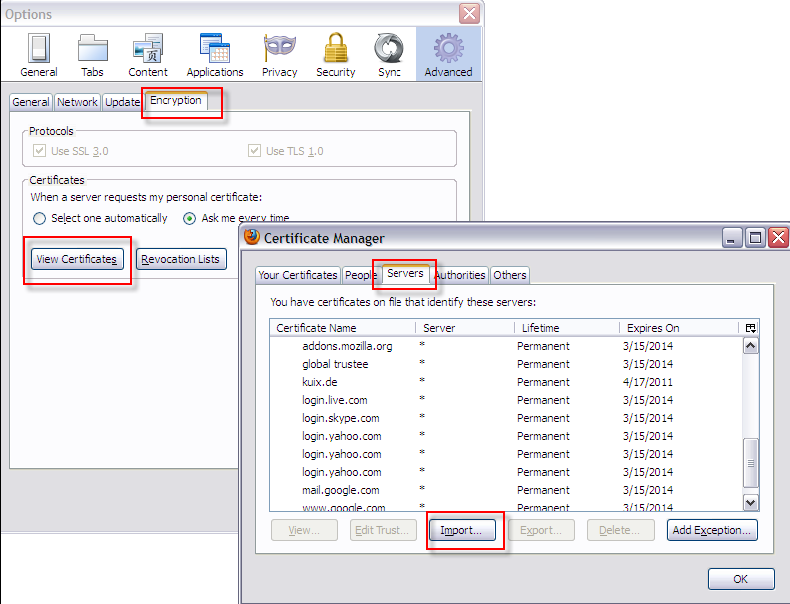 Options
General Tabs Content Applications Privacy Security Sync Advanced
General Network Update Encryption
Protocols
Use SSL 3.0 Use TLS 1.0
Certificates
When a server requests my personal certificate:
Select one automatically Ask me every time
View Certificates Revocation Lists
Certificate Manager
Your Certificates People Servers Authorities Others
You have certificates on file that identify these servers:
Certificate Name Server Lifetime Expires On
addons.mozilla.org * Permanent 3/15/2014
global trustee * Permanent 3/15/2014
kuix.de * Permanent 4/17/2011
login.live.com * Permanent 3/15/2014
login.skype.com * Permanent 3/15/2014
login.yahoo.com * Permanent 3/15/2014
login.yahoo.com * Permanent 3/15/2014
login.yahoo.com * Permanent 3/15/2014
mail.google.com * Permanent 3/15/2014
www.google.com * Permanent 3/15/2014
View... Edit Trust... Import... Export... Delete... Add Exception...
OK